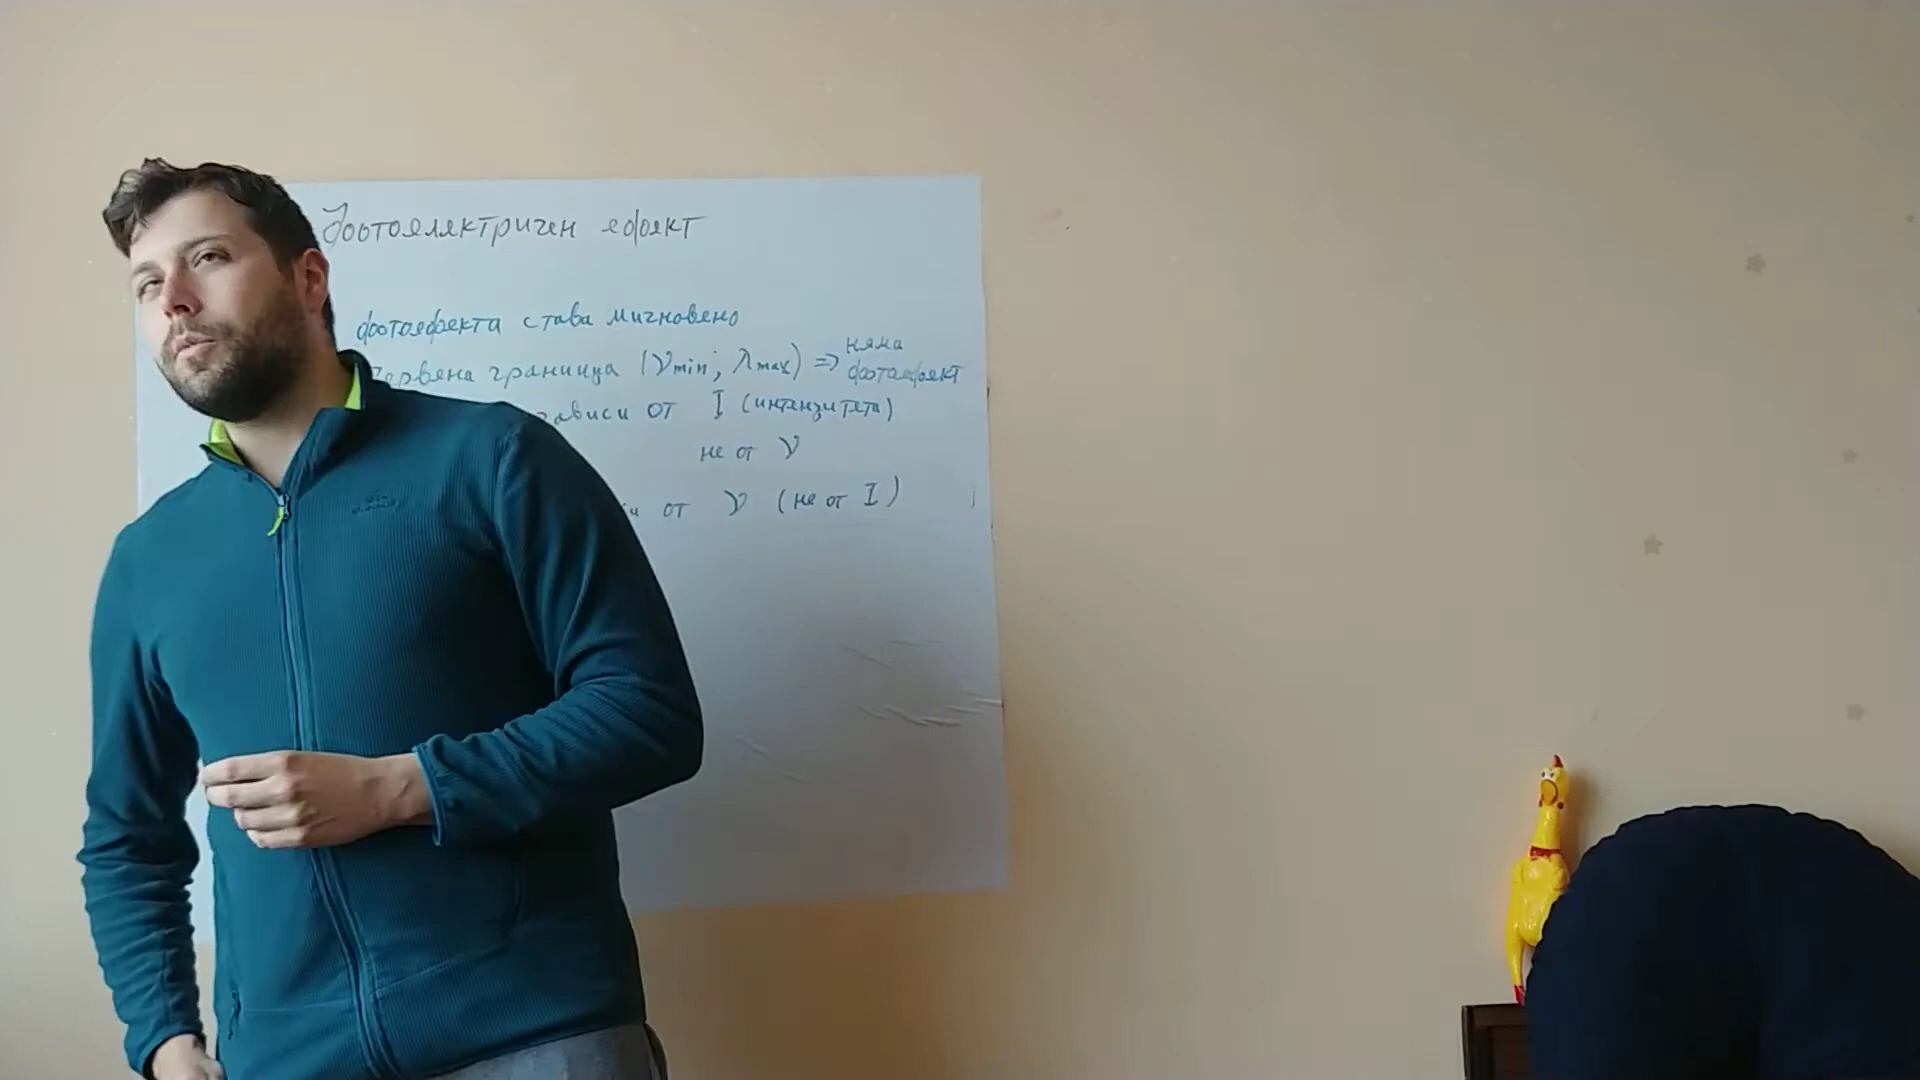 Фотоелектричен ефект
фотоефекта става мигновено
червена граница (νmin; λmax) => няма фотоефект
зависи от I (интензитета)
не от ν
от ν (не от I)